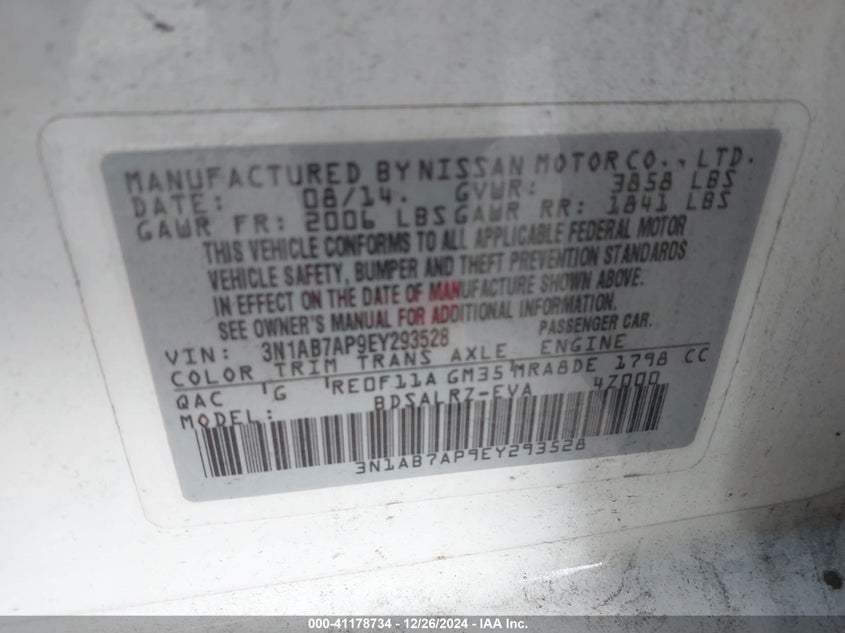 MANUFACTURED BY NISSAN MOTOR CO., LTD.
DATE: 08/14. GVWR: 3858 LBS
GAWR FR: 2006 LBS GAWR RR: 1841 LBS
THIS VEHICLE CONFORMS TO ALL APPLICABLE FEDERAL MOTOR
VEHICLE SAFETY, BUMPER AND THEFT PREVENTION STANDARDS
IN EFFECT ON THE DATE OF MANUFACTURE SHOWN ABOVE.
SEE OWNER'S MANUAL FOR ADDITIONAL INFORMATION.
VIN: 3N1AB7AP9EY293528 PASSENGER CAR.
COLOR TRIM TRANS AXLE ENGINE
QAC G RE0F11A GM35 MRA8DE 1798 CC
MODEL: BDSALRZ-EVA 4Z000
3N1AB7AP9EY293528
000-41178734 - 12/26/2024 - IAA Inc.